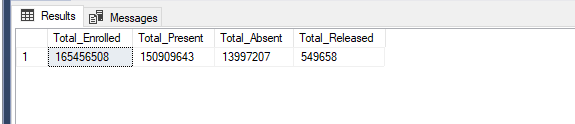 Results Messages
Total_Enrolled Total_Present Total_Absent Total_Released
1 165456508 150909643 13997207 549658